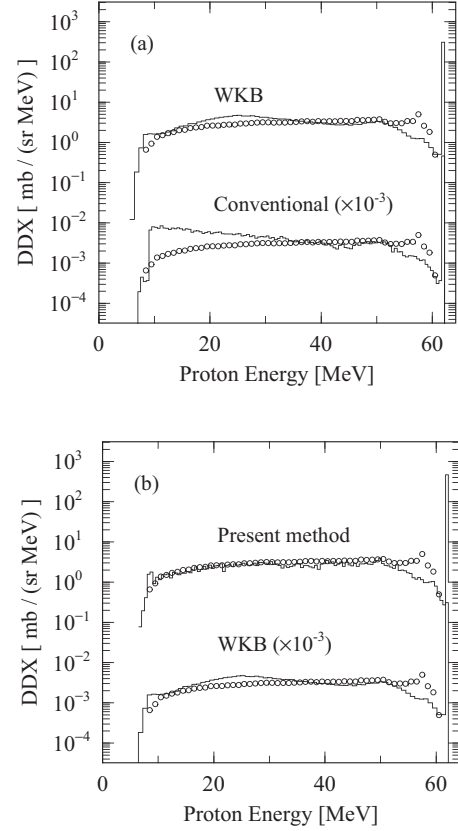 (a)
DDX [ mb / (sr MeV) ]
10³
10²
10¹
10⁰
10⁻¹
10⁻²
10⁻³
10⁻⁴
WKB
Conventional (×10⁻³)
0 20 40 60
Proton Energy [MeV]
(b)
DDX [ mb / (sr MeV) ]
10³
10²
10¹
10⁰
10⁻¹
10⁻²
10⁻³
10⁻⁴
Present method
WKB (×10⁻³)
0 20 40 60
Proton Energy [MeV]